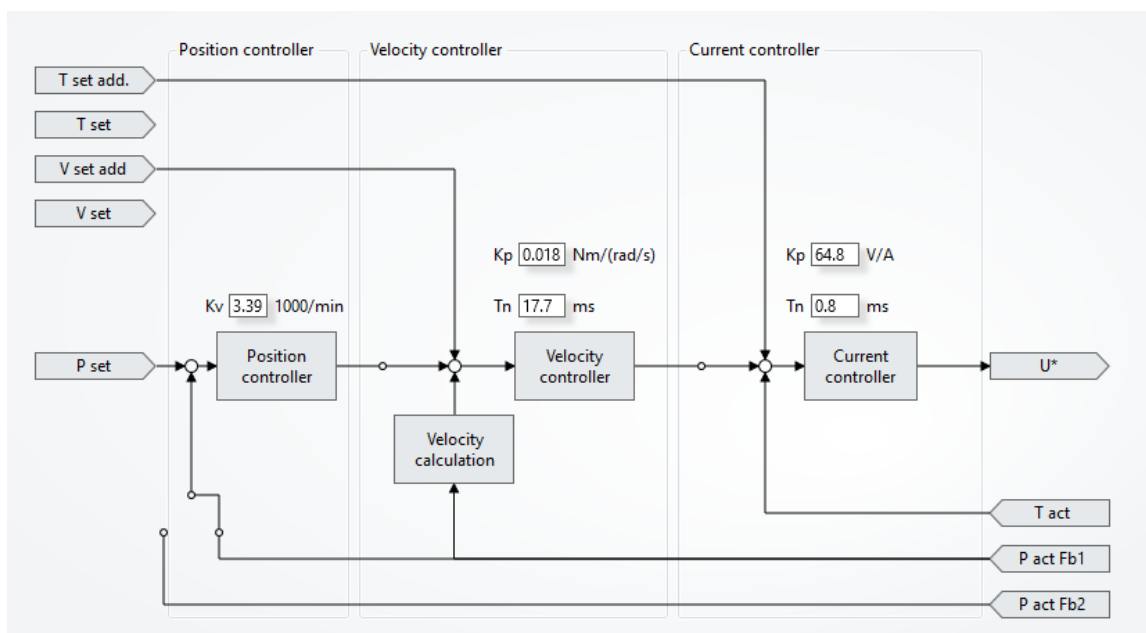 Position controller
Velocity controller
Current controller
T set add.
T set
V set add
V set
Kp 0.018 Nm/(rad/s)
Kp 64.8 V/A
Kv 3.39 1000/min
Tn 17.7 ms
Tn 0.8 ms
P set
Position
controller
Velocity
controller
Current
controller
U*
Velocity
calculation
T act
P act Fb1
P act Fb2